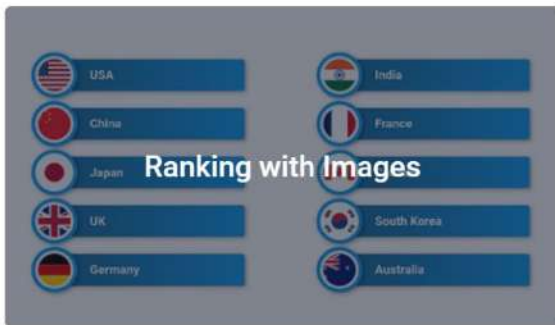 USA
China
Japan
UK
Germany
India
France
South Korea
Australia
Ranking with Images